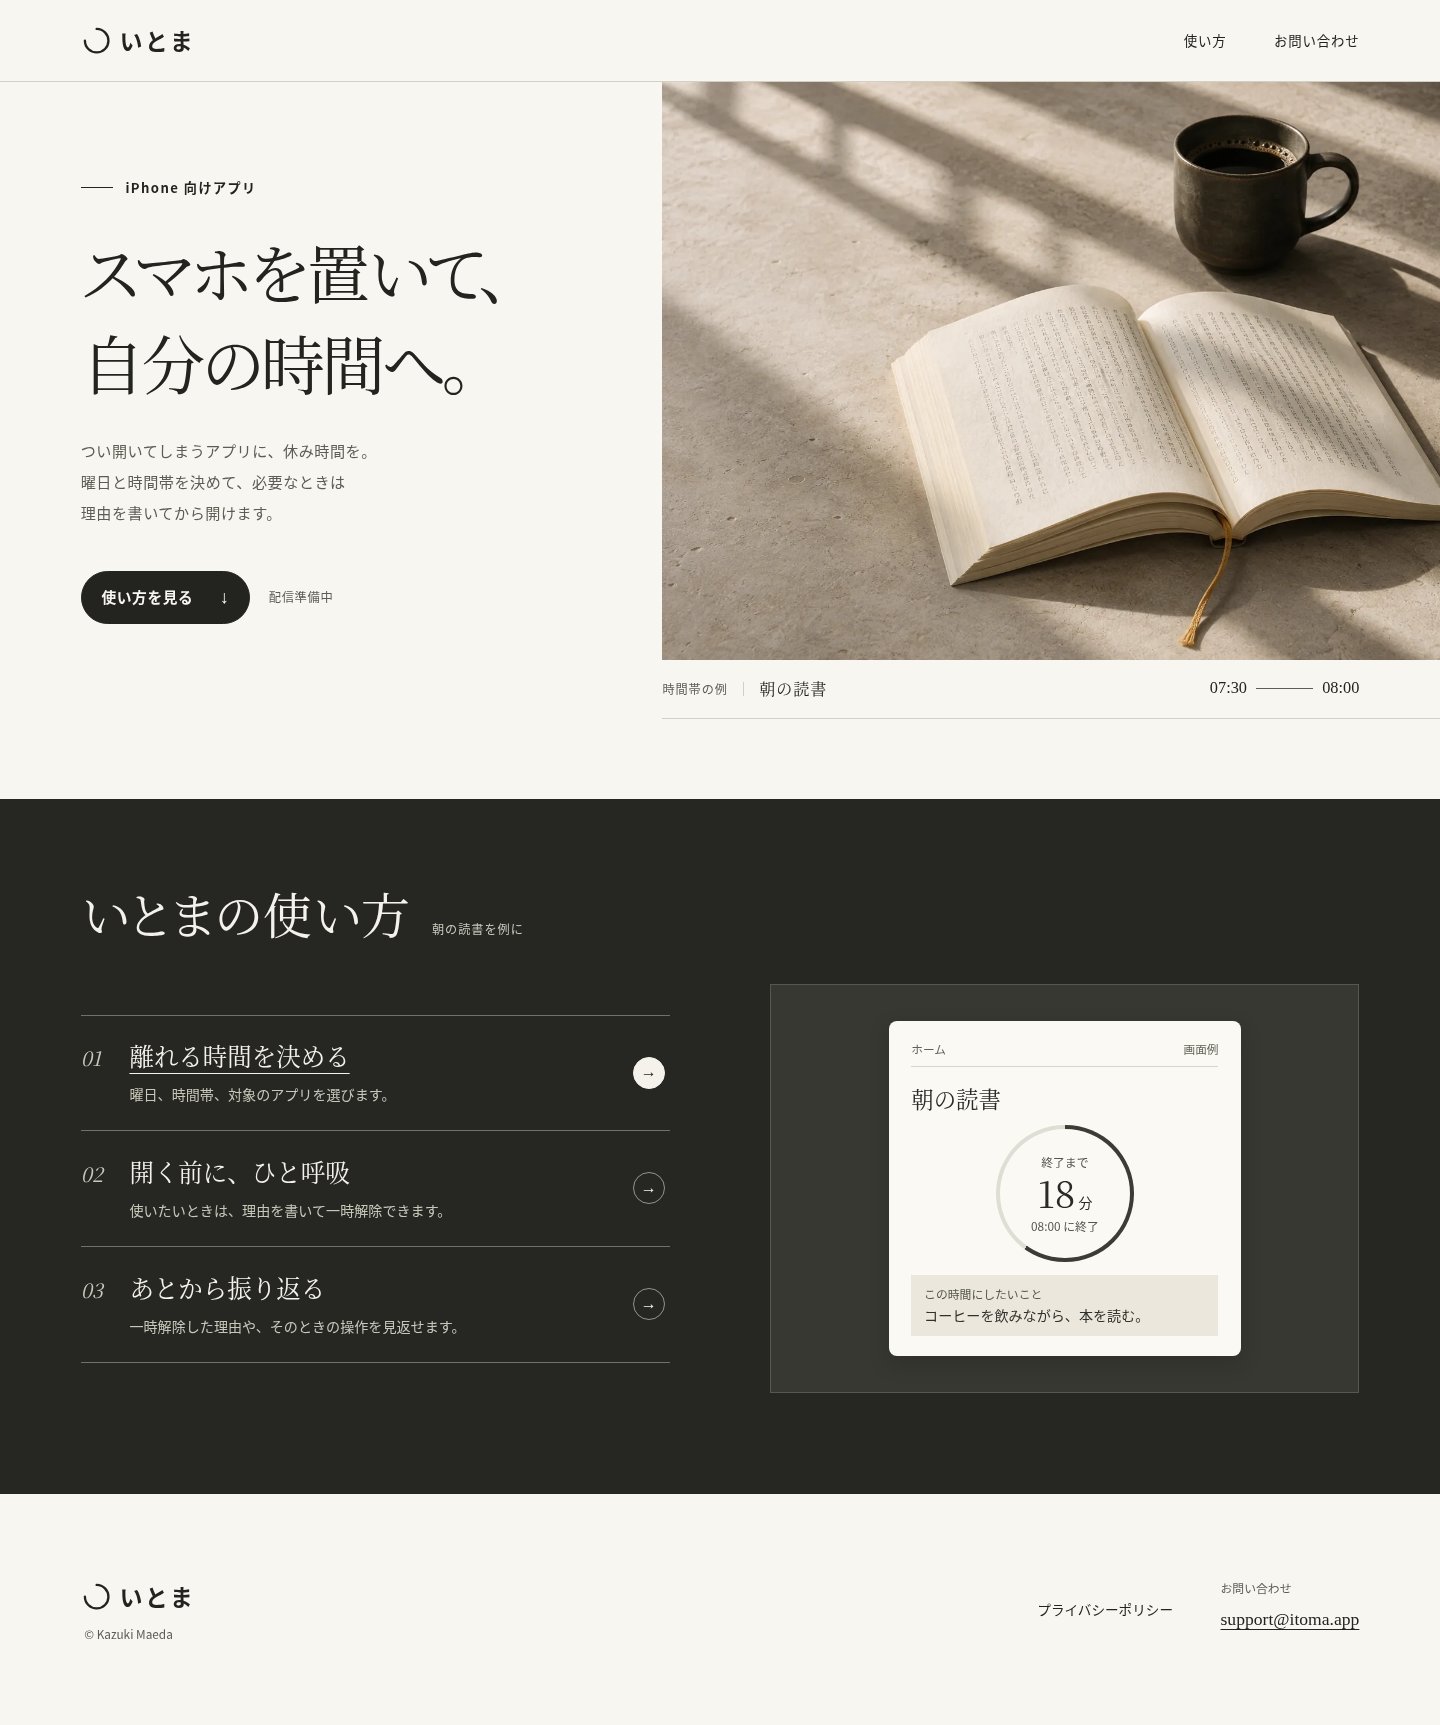 いとま
使い方
お問い合わせ
iPhone 向けアプリ
スマホを置いて、
自分の時間へ。
つい開いてしまうアプリに、休み時間を。
曜日と時間帯を決めて、必要なときは
理由を書いてから開けます。
使い方を見る ↓
配信準備中
時間帯の例
朝の読書
07:30
08:00
いとまの使い方
朝の読書を例に
01
離れる時間を決める
→
曜日、時間帯、対象のアプリを選びます。
02
開く前に、ひと呼吸
→
使いたいときは、理由を書いて一時解除できます。
03
あとから振り返る
→
一時解除した理由や、そのときの操作を見返せます。
ホーム
画面例
朝の読書
終了まで
18 分
08:00 に終了
この時間にしたいこと
コーヒーを飲みながら、本を読む。
いとま
© Kazuki Maeda
プライバシーポリシー
お問い合わせ
support@itoma.app